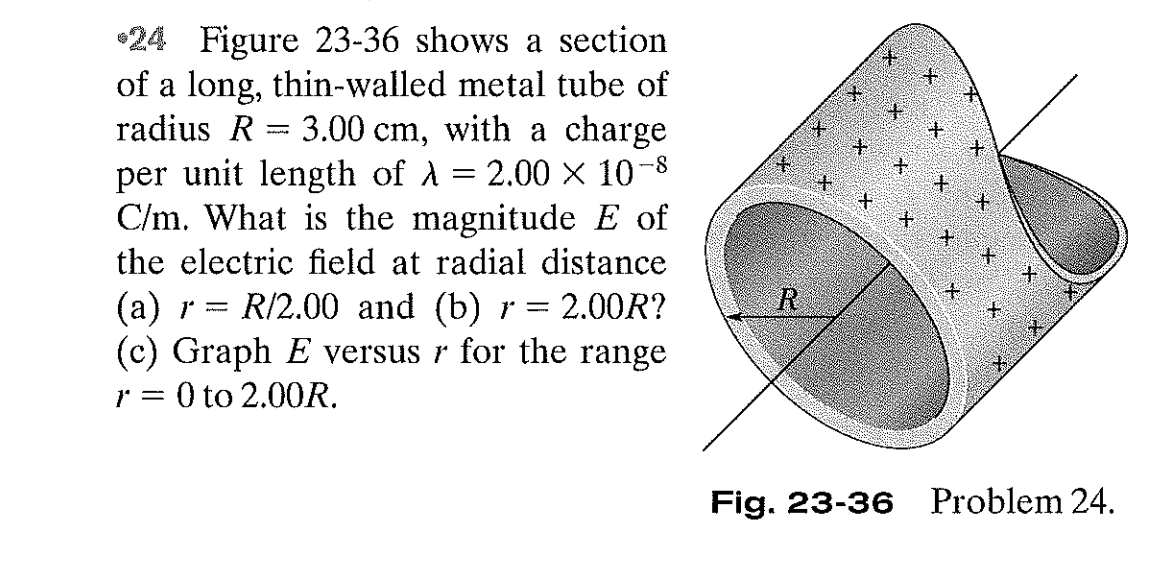 •24 Figure 23-36 shows a section
of a long, thin-walled metal tube of
radius R = 3.00 cm, with a charge
per unit length of λ = 2.00 × 10⁻⁸
C/m. What is the magnitude E of
the electric field at radial distance
(a) r = R/2.00 and (b) r = 2.00R?
(c) Graph E versus r for the range
r = 0 to 2.00R.
R
Fig. 23-36 Problem 24.